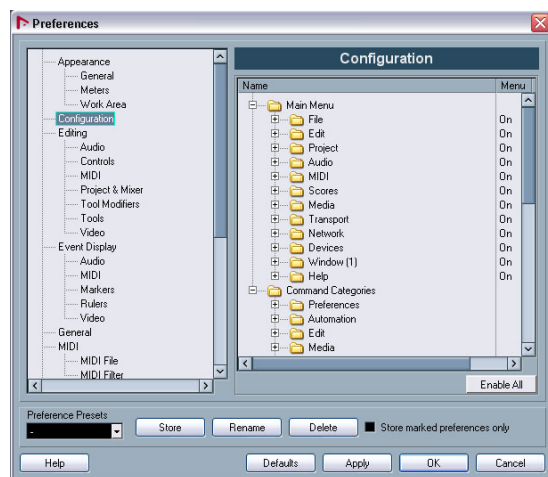 Preferences
Appearance
General
Meters
Work Area
Configuration
Editing
Audio
Controls
MIDI
Project & Mixer
Tool Modifiers
Tools
Video
Event Display
Audio
MIDI
Markers
Rulers
Video
General
MIDI
MIDI File
MIDI Filter
Configuration
Name Menu
Main Menu
File On
Edit On
Project On
Audio On
MIDI On
Scores On
Media On
Transport On
Network On
Devices On
Window (1) On
Help On
Command Categories
Preferences
Automation
Edit
Media
Enable All
Preference Presets
- Store Rename Delete Store marked preferences only
Help Defaults Apply OK Cancel